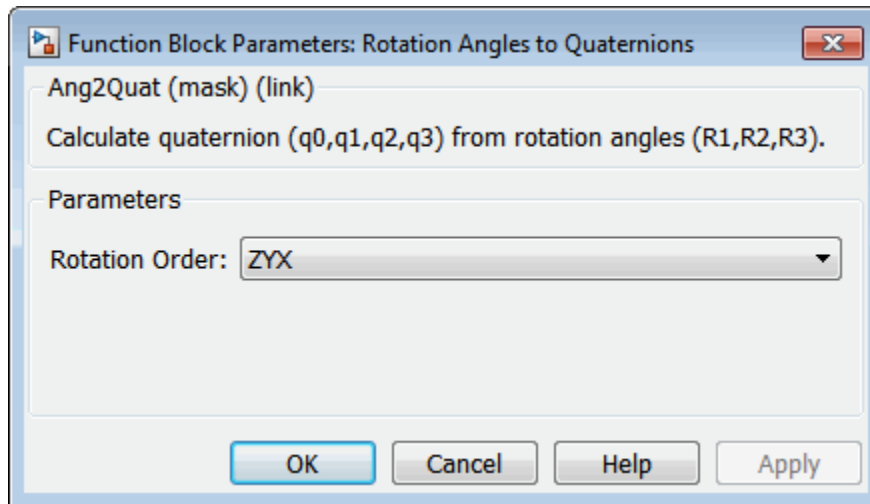 Function Block Parameters: Rotation Angles to Quaternions
Ang2Quat (mask) (link)
Calculate quaternion (q0,q1,q2,q3) from rotation angles (R1,R2,R3).
Parameters
Rotation Order: ZYX
OK Cancel Help Apply